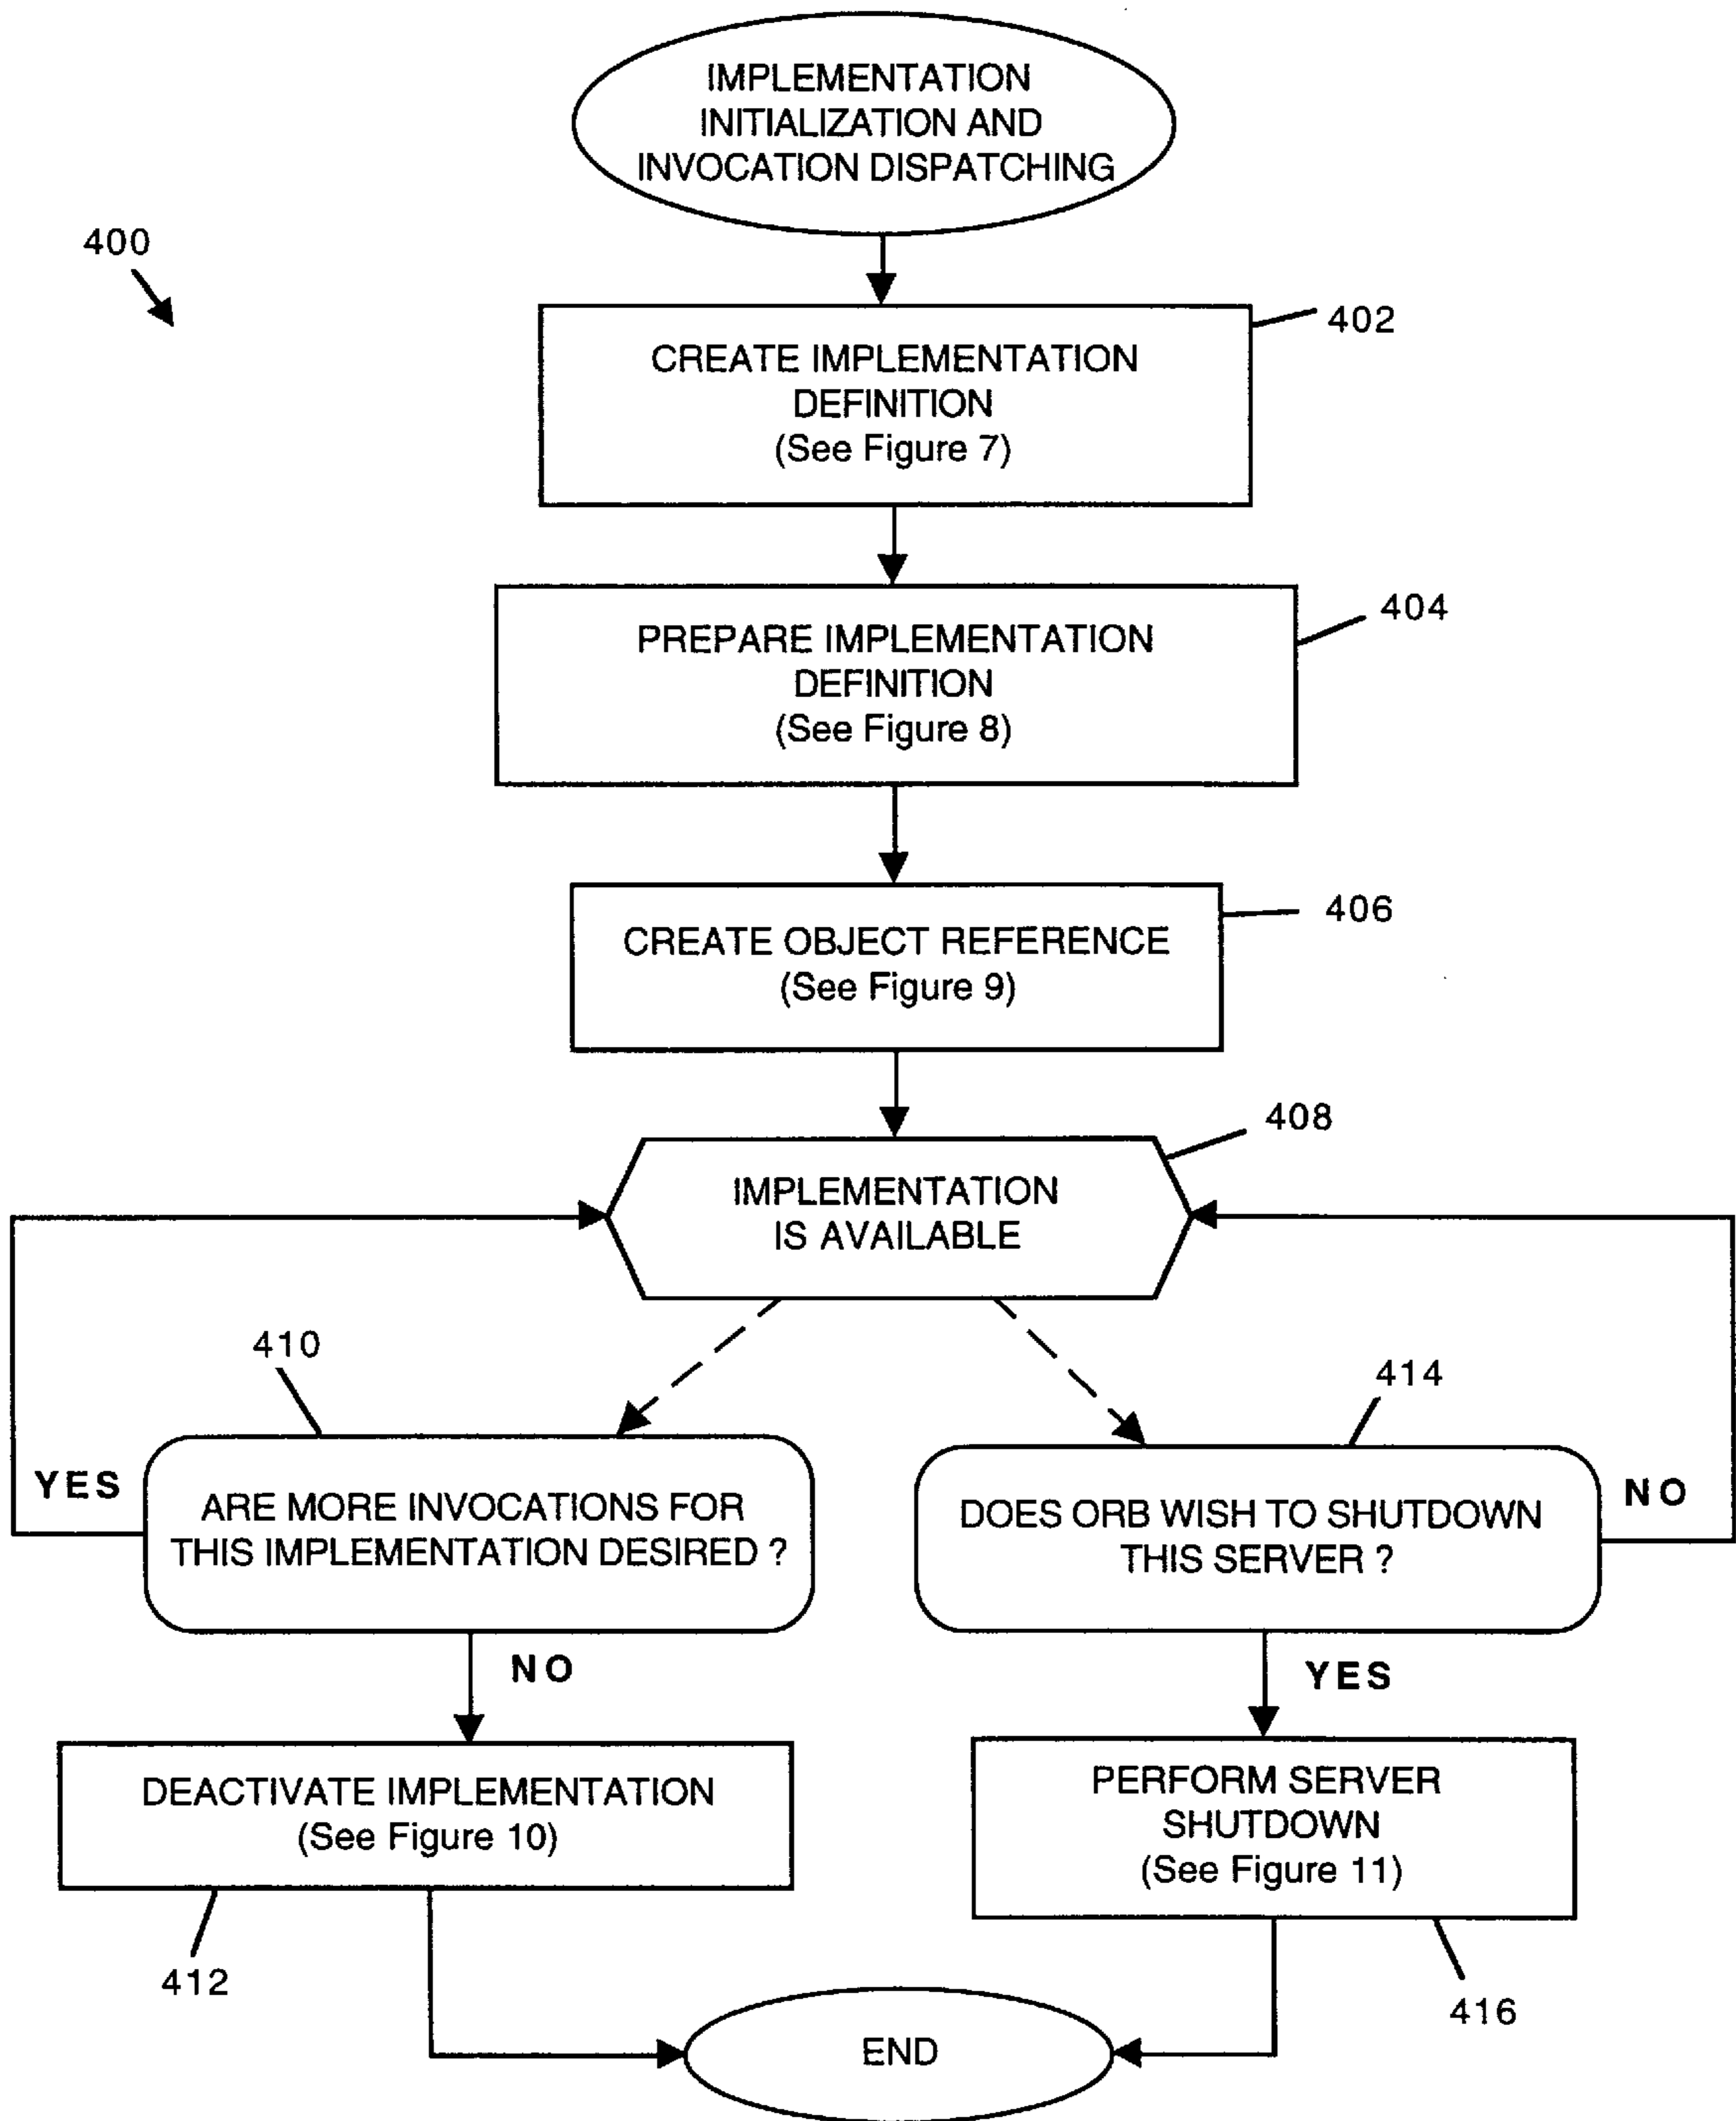 IMPLEMENTATION
INITIALIZATION AND
INVOCATION DISPATCHING
400
402
CREATE IMPLEMENTATION
DEFINITION
(See Figure 7)
404
PREPARE IMPLEMENTATION
DEFINITION
(See Figure 8)
406
CREATE OBJECT REFERENCE
(See Figure 9)
408
IMPLEMENTATION
IS AVAILABLE
410
414
YES
ARE MORE INVOCATIONS FOR
THIS IMPLEMENTATION DESIRED ?
DOES ORB WISH TO SHUTDOWN
THIS SERVER ?
NO
NO
YES
DEACTIVATE IMPLEMENTATION
(See Figure 10)
PERFORM SERVER
SHUTDOWN
(See Figure 11)
412
416
END